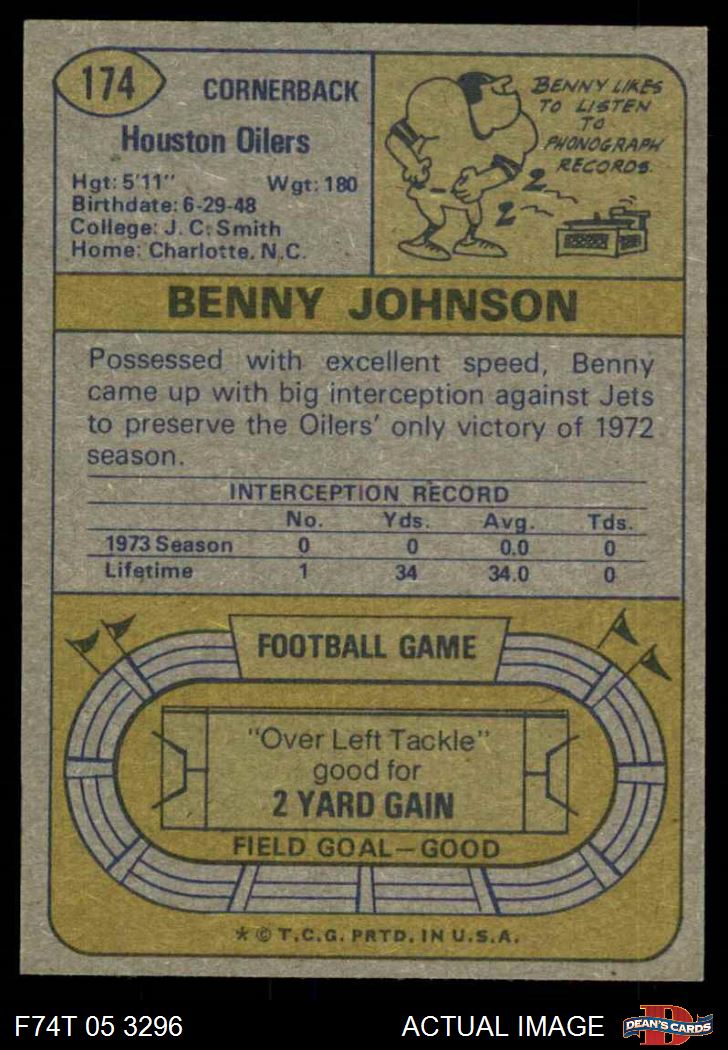 174
CORNERBACK
Houston Oilers
Hgt: 5'11" Wgt: 180
Birthdate: 6-29-48
College: J. C. Smith
Home: Charlotte, N.C.
BENNY LIKES
TO LISTEN
TO
PHONOGRAPH
RECORDS.
BENNY JOHNSON
Possessed with excellent speed, Benny
came up with big interception against Jets
to preserve the Oilers' only victory of 1972
season.
INTERCEPTION RECORD
No. Yds. Avg. Tds.
1973 Season 0 0 0.0 0
Lifetime 1 34 34.0 0
FOOTBALL GAME
"Over Left Tackle"
good for
2 YARD GAIN
FIELD GOAL—GOOD
* © T.C.G. PRTD. IN U.S.A.
F74T 05 3296 ACTUAL IMAGE
D
DEAN'S CARDS